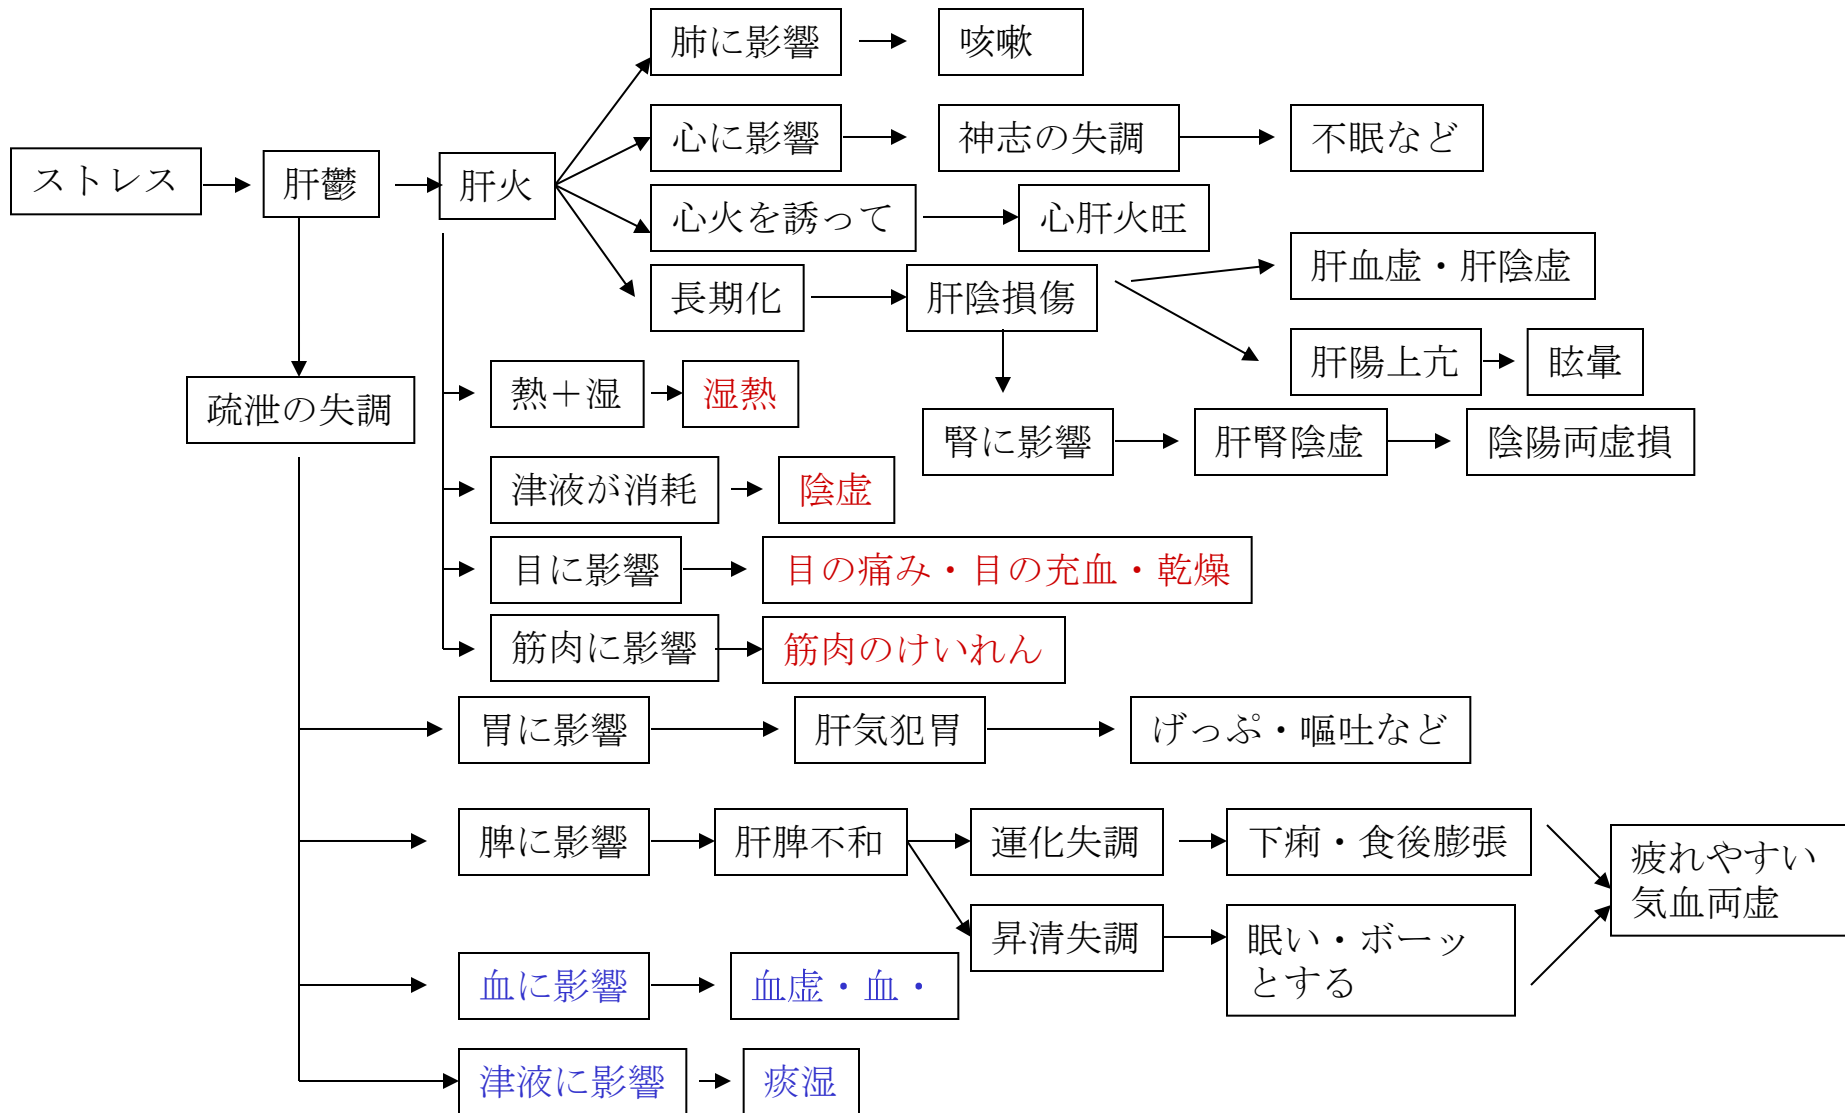 肺に影響
咳嗽
心に影響
神志の失調
不眠など
ストレス
肝鬱
肝火
心火を誘って
心肝火旺
肝血虚・肝陰虚
長期化
肝陰損傷
肝陽上亢
眩暈
熱＋湿
湿熱
疏泄の失調
腎に影響
肝腎陰虚
陰陽両虚損
津液が消耗
陰虚
目に影響
目の痛み・目の充血・乾燥
筋肉に影響
筋肉のけいれん
胃に影響
肝気犯胃
げっぷ・嘔吐など
脾に影響
肝脾不和
運化失調
下痢・食後膨張
疲れやすい
気血両虚
昇清失調
眠い・ボーッ
とする
血に影響
血虚・血・
津液に影響
痰湿